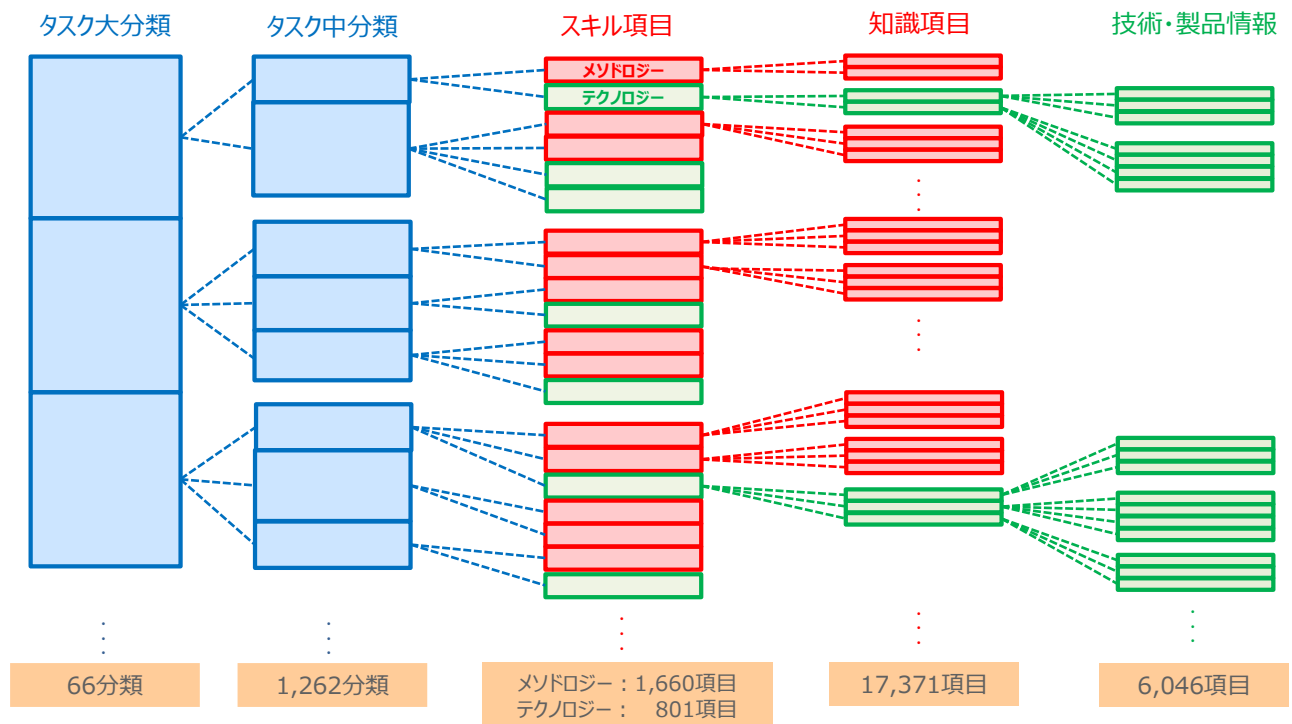 タスク大分類
タスク中分類
スキル項目
知識項目
技術・製品情報
メソドロジー
テクノロジー
66分類
1,262分類
メソドロジー：1,660項目
テクノロジー： 801項目
17,371項目
6,046項目